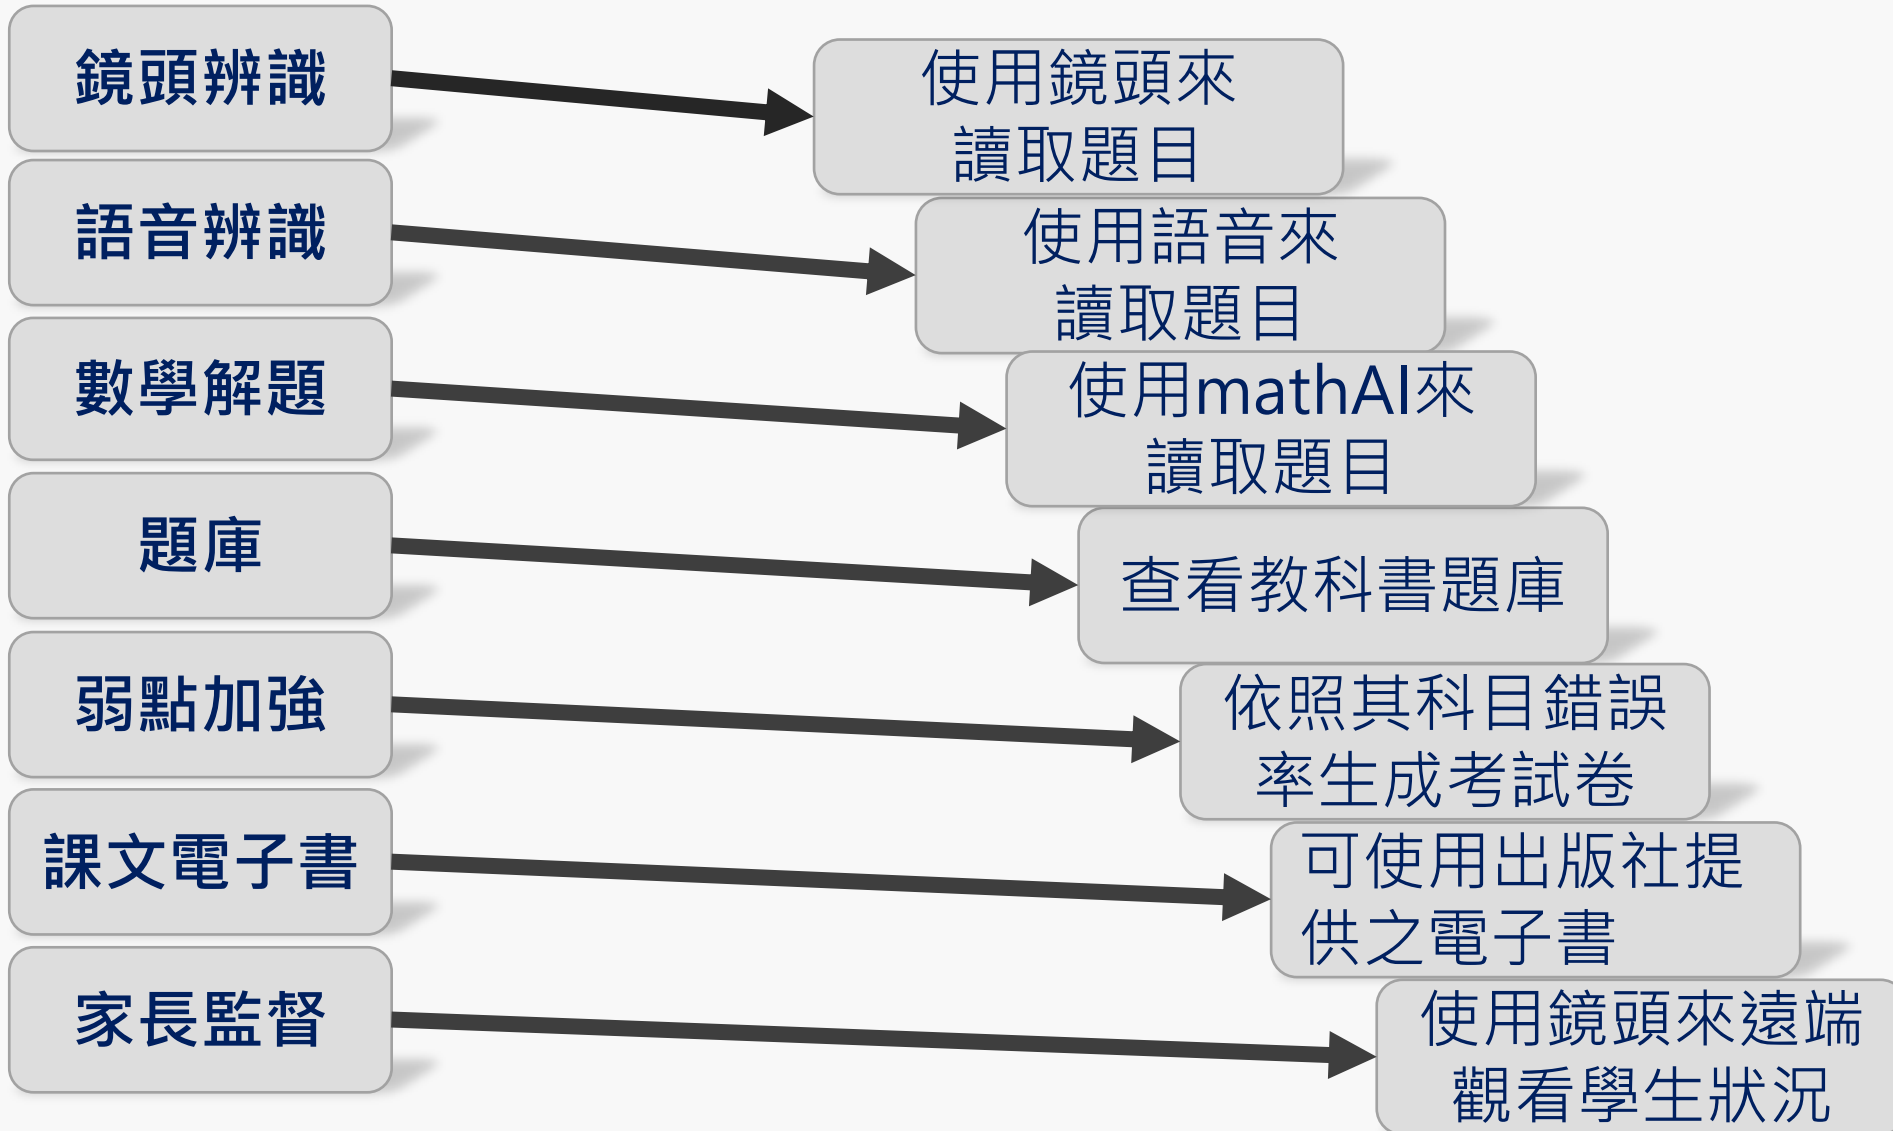 鏡頭辨識
使用鏡頭來
讀取題目
語音辨識
使用語音來
讀取題目
數學解題
使用mathAI來
讀取題目
題庫
查看教科書題庫
弱點加強
依照其科目錯誤
率生成考試卷
課文電子書
可使用出版社提
供之電子書
家長監督
使用鏡頭來遠端
觀看學生狀況